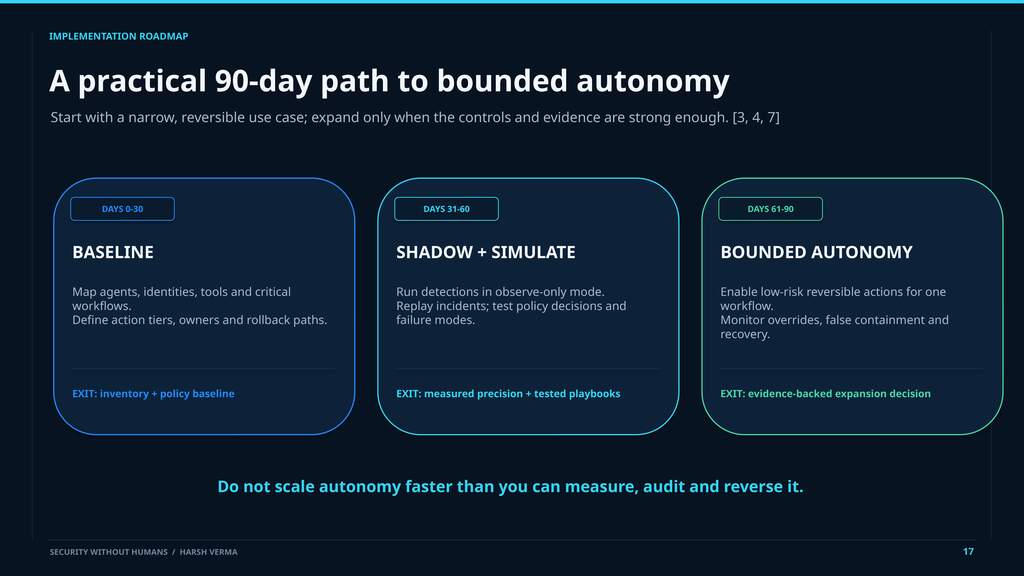 IMPLEMENTATION ROADMAP
A practical 90-day path to bounded autonomy
Start with a narrow, reversible use case; expand only when the controls and evidence are strong enough. [3, 4, 7]
DAYS 0-30
BASELINE
Map agents, identities, tools and critical
workflows.
Define action tiers, owners and rollback paths.
EXIT: inventory + policy baseline
DAYS 31-60
SHADOW + SIMULATE
Run detections in observe-only mode.
Replay incidents; test policy decisions and
failure modes.
EXIT: measured precision + tested playbooks
DAYS 61-90
BOUNDED AUTONOMY
Enable low-risk reversible actions for one
workflow.
Monitor overrides, false containment and
recovery.
EXIT: evidence-backed expansion decision
Do not scale autonomy faster than you can measure, audit and reverse it.
SECURITY WITHOUT HUMANS / HARSH VERMA
17